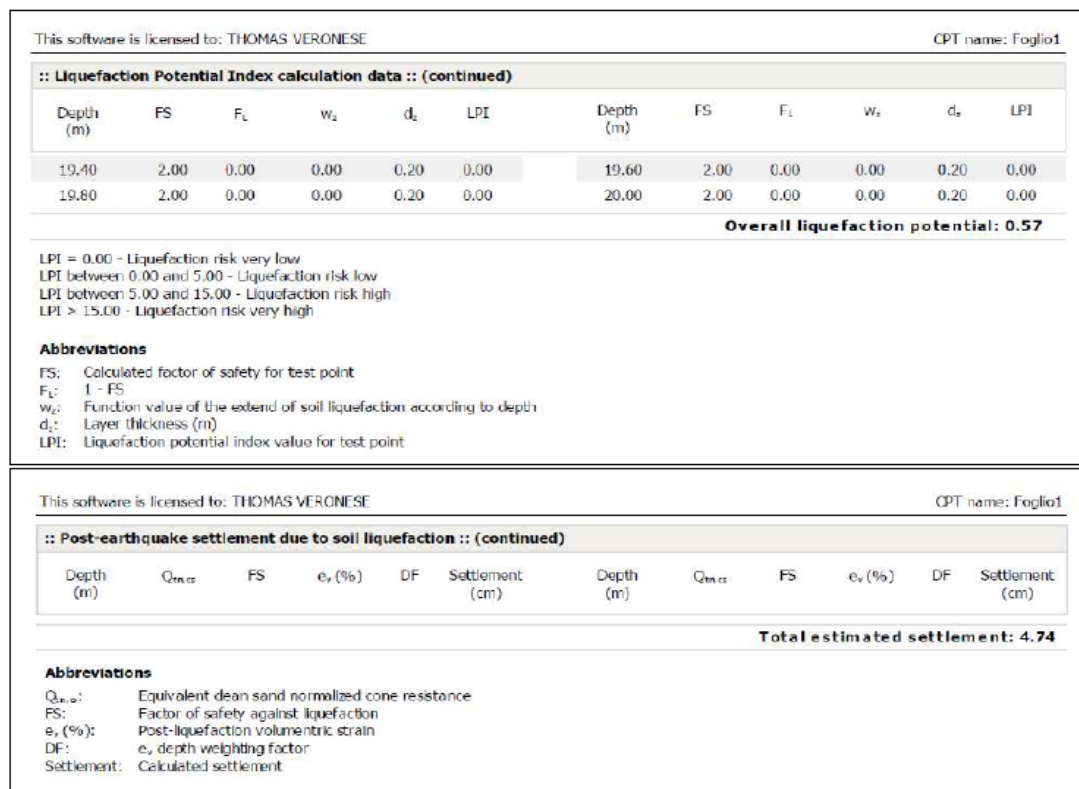 This software is licensed to: THOMAS VERONESE CPT name: Foglio1
:: Liquefaction Potential Index calculation data :: (continued)
Depth (m) FS FL wz dz LPI Depth (m) FS FL wz dz LPI
19.40 2.00 0.00 0.00 0.20 0.00 19.60 2.00 0.00 0.00 0.20 0.00
19.80 2.00 0.00 0.00 0.20 0.00 20.00 2.00 0.00 0.00 0.20 0.00
Overall liquefaction potential: 0.57
LPI = 0.00 - Liquefaction risk very low
LPI between 0.00 and 5.00 - Liquefaction risk low
LPI between 5.00 and 15.00 - Liquefaction risk high
LPI > 15.00 - Liquefaction risk very high
Abbreviations
FS: Calculated factor of safety for test point
FL: 1 - FS
wz: Function value of the extend of soil liquefaction according to depth
dz: Layer thickness (m)
LPI: Liquefaction potential index value for test point
This software is licensed to: THOMAS VERONESE CPT name: Foglio1
:: Post-earthquake settlement due to soil liquefaction :: (continued)
Depth (m) Qtn,cs FS ev (%) DF Settlement (cm) Depth (m) Qtn,cs FS ev (%) DF Settlement (cm)
Total estimated settlement: 4.74
Abbreviations
Qtn,cs: Equivalent clean sand normalized cone resistance
FS: Factor of safety against liquefaction
ev (%): Post-liquefaction volumentric strain
DF: ev depth weighting factor
Settlement: Calculated settlement